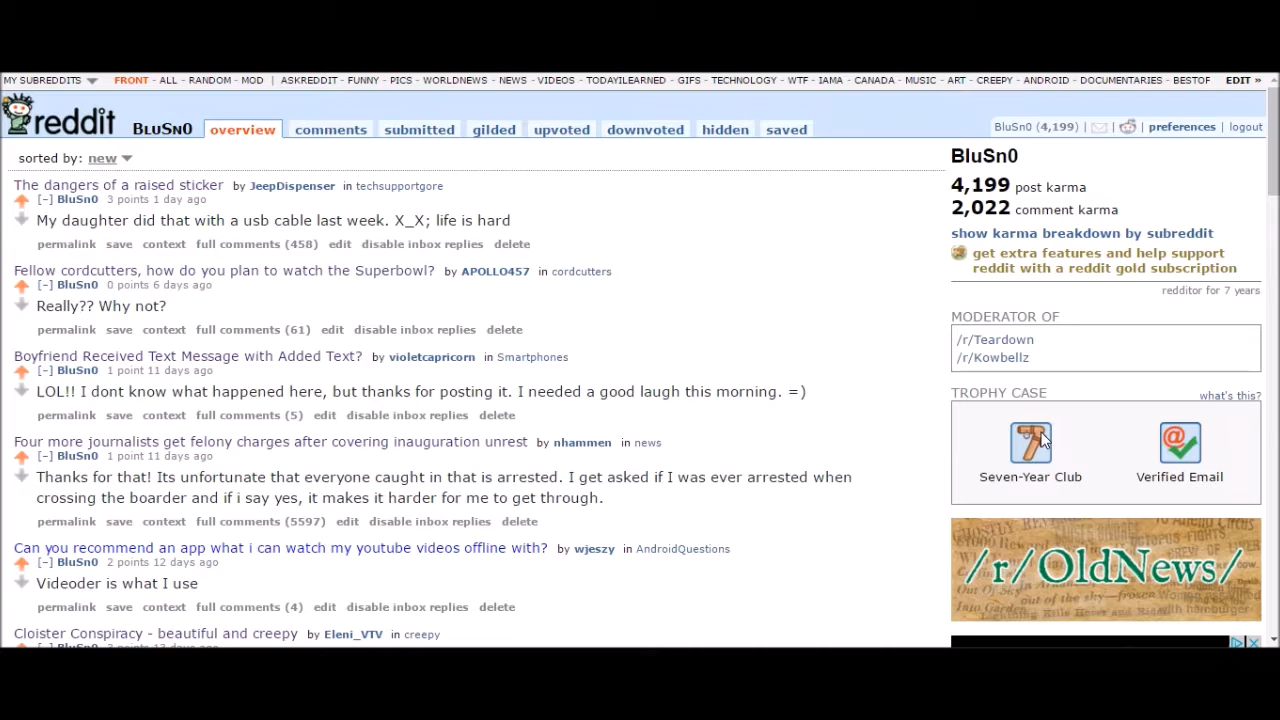 MY SUBREDDITS FRONT - ALL - RANDOM - MOD | ASKREDDIT - FUNNY - PICS - WORLDNEWS - NEWS - VIDEOS - TODAYILEARNED - GIFS - TECHNOLOGY - WTF - IAMA - CANADA - MUSIC - ART - CREEPY - ANDROID - DOCUMENTARIES - BESTOF EDIT »
reddit BLUSN0 overview comments submitted gilded upvoted downvoted hidden saved
BluSn0 (4,199) | | | preferences | logout
sorted by: new
The dangers of a raised sticker by JeepDispenser in techsupportgore
[–] BluSn0 3 points 1 day ago
My daughter did that with a usb cable last week. X_X; life is hard
permalink save context full comments (458) edit disable inbox replies delete
Fellow cordcutters, how do you plan to watch the Superbowl? by APOLLO457 in cordcutters
[–] BluSn0 0 points 6 days ago
Really?? Why not?
permalink save context full comments (61) edit disable inbox replies delete
Boyfriend Received Text Message with Added Text? by violetcapricorn in Smartphones
[–] BluSn0 1 point 11 days ago
LOL!! I dont know what happened here, but thanks for posting it. I needed a good laugh this morning. =)
permalink save context full comments (5) edit disable inbox replies delete
Four more journalists get felony charges after covering inauguration unrest by nhammen in news
[–] BluSn0 1 point 11 days ago
Thanks for that! Its unfortunate that everyone caught in that is arrested. I get asked if I was ever arrested when
crossing the boarder and if i say yes, it makes it harder for me to get through.
permalink save context full comments (5597) edit disable inbox replies delete
Can you recommend an app what i can watch my youtube videos offline with? by wjeszy in AndroidQuestions
[–] BluSn0 2 points 12 days ago
Videoder is what I use
permalink save context full comments (4) edit disable inbox replies delete
Cloister Conspiracy - beautiful and creepy by Eleni_VTV in creepy
BluSn0
BluSn0
4,199 post karma
2,022 comment karma
show karma breakdown by subreddit
get extra features and help support
reddit with a reddit gold subscription
redditor for 7 years
MODERATOR OF
/r/Teardown
/r/Kowbellz
TROPHY CASE what's this?
Seven-Year Club Verified Email
/r/OldNews/